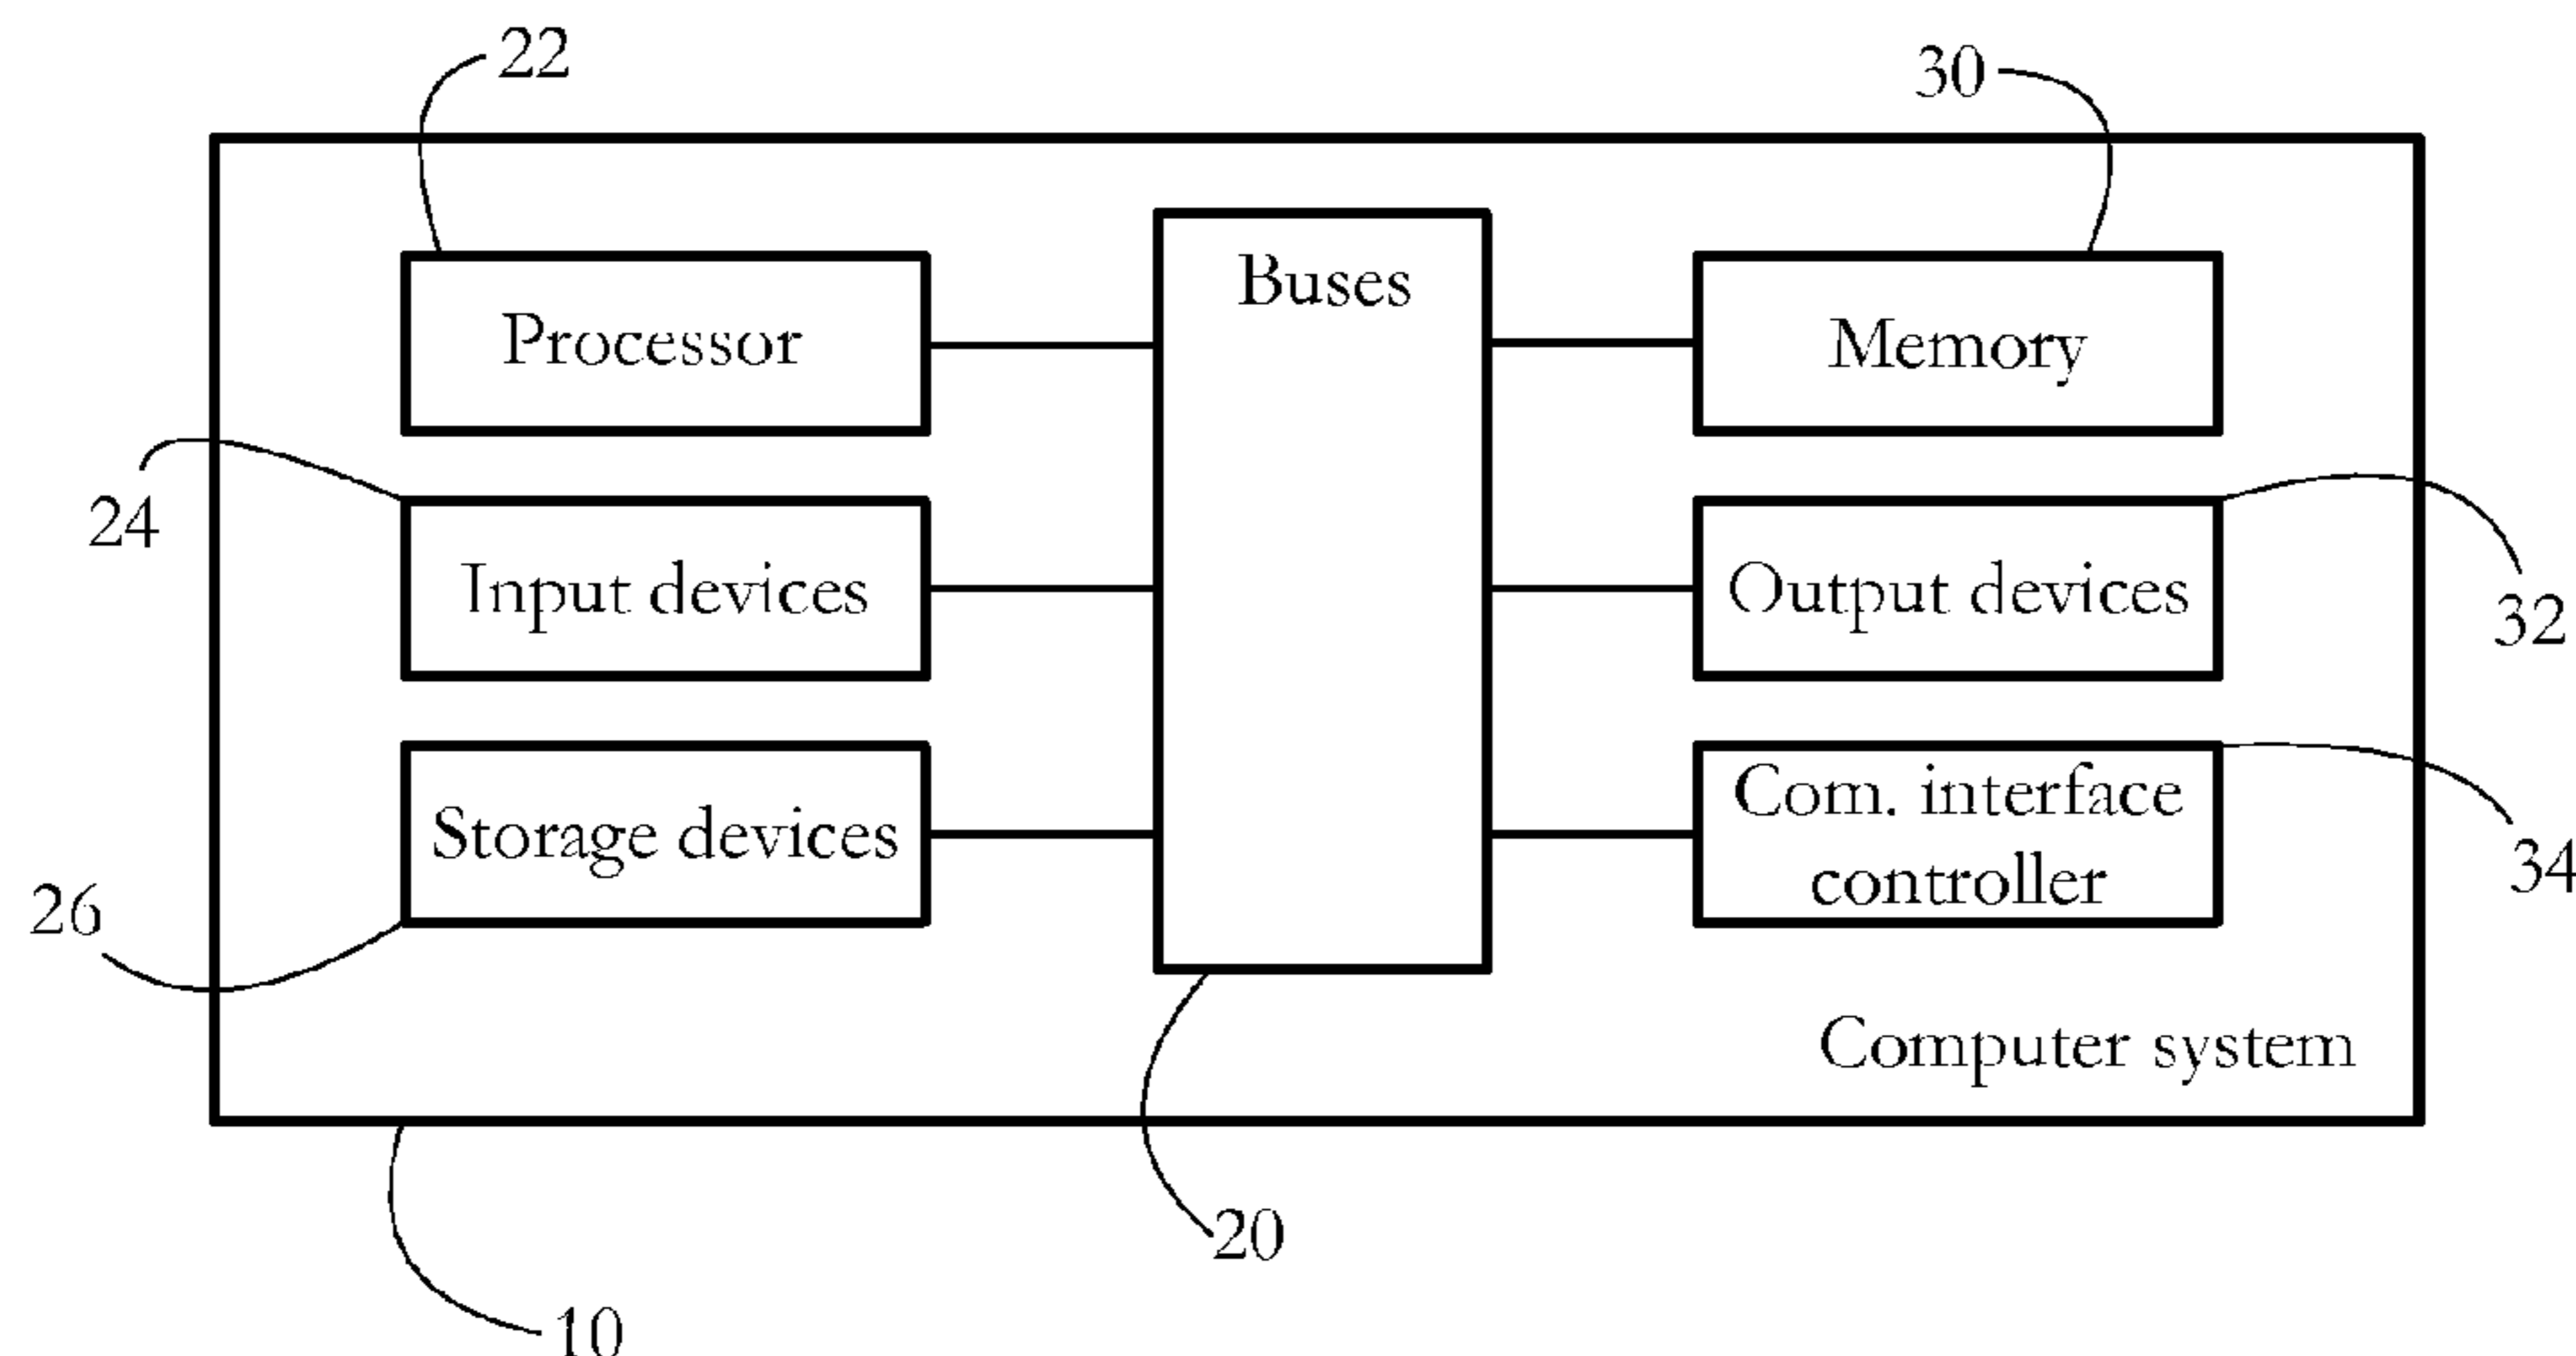 22
30
Processor
Buses
Memory
24
Input devices
Output devices
32
Storage devices
Com. interface
controller
26
34
Computer system
20
10